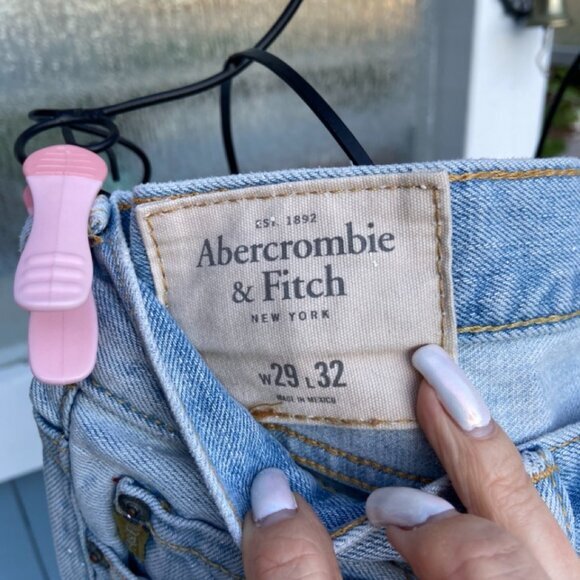 EST. 1892
Abercrombie
& Fitch
NEW YORK
W29 L32
MADE IN MEXICO